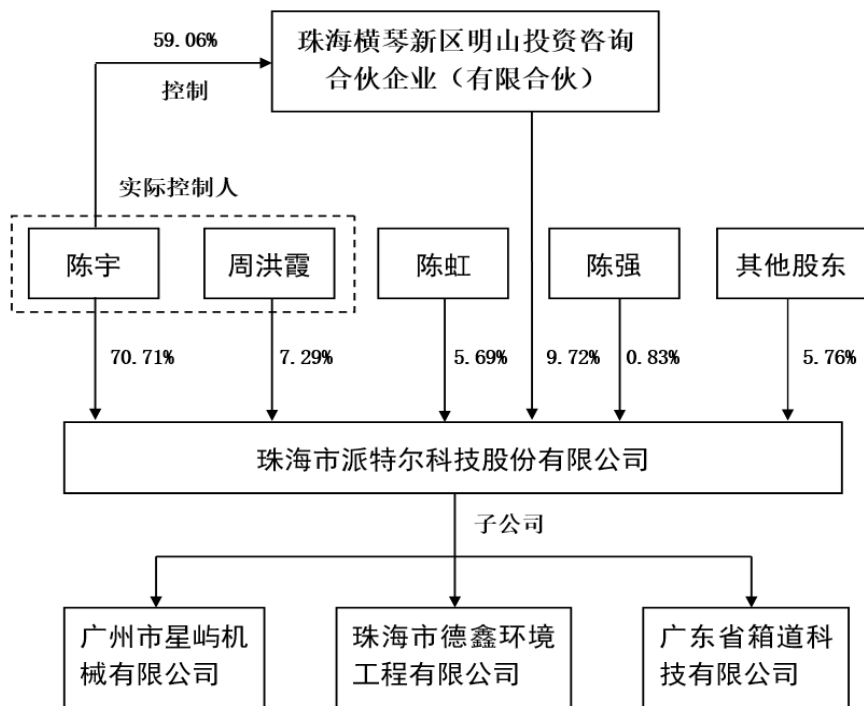 59.06%
珠海横琴新区明山投资咨询
合伙企业（有限合伙）
控制
实际控制人
陈宇
周洪霞
陈虹
陈强
其他股东
70.71%
7.29%
5.69%
9.72%
0.83%
5.76%
珠海市派特尔科技股份有限公司
子公司
广州市星屿机
械有限公司
珠海市德鑫环境
工程有限公司
广东省箱道科
技有限公司